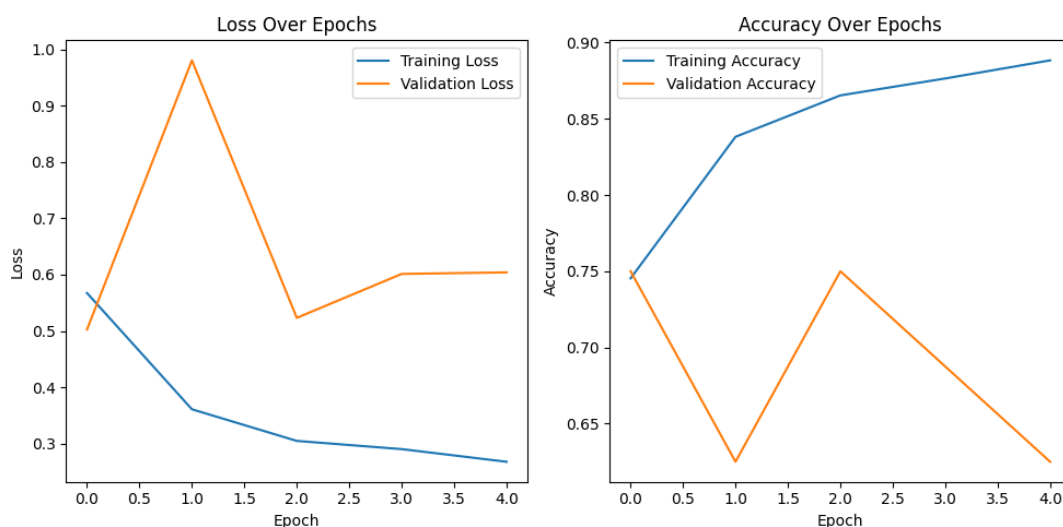 Loss Over Epochs
Training Loss
Validation Loss
1.0
0.9
0.8
0.7
0.6
0.5
0.4
0.3
Loss
0.0 0.5 1.0 1.5 2.0 2.5 3.0 3.5 4.0
Epoch
Accuracy Over Epochs
Training Accuracy
Validation Accuracy
0.90
0.85
0.80
0.75
0.70
0.65
Accuracy
0.0 0.5 1.0 1.5 2.0 2.5 3.0 3.5 4.0
Epoch